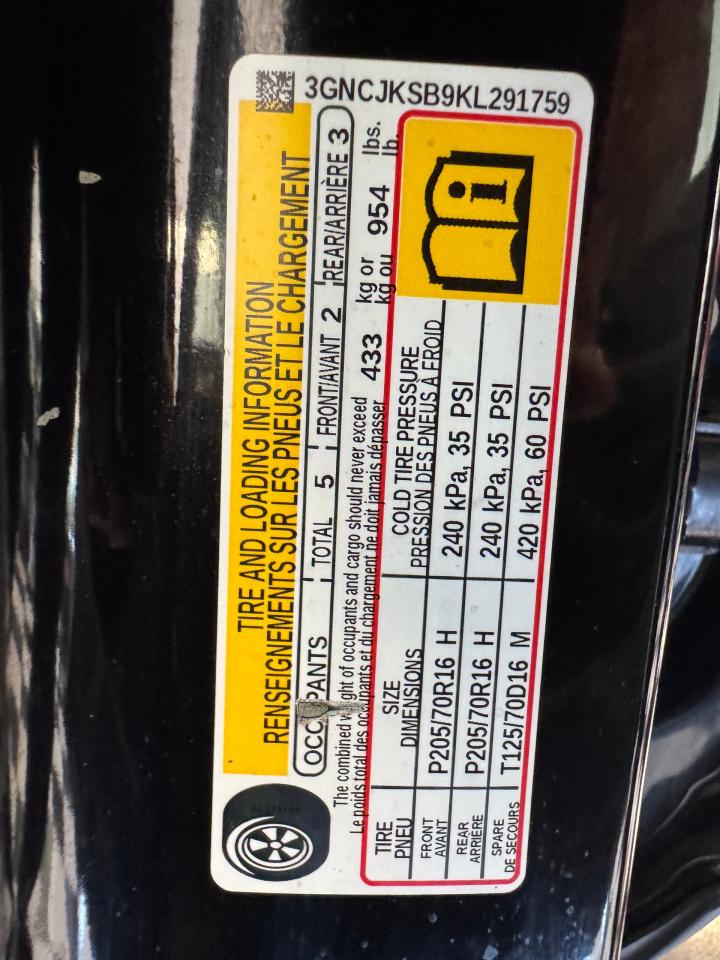 3GNCJKSB9KL291759
TIRE AND LOADING INFORMATION
RENSEIGNEMENTS SUR LES PNEUS ET LE CHARGEMENT
OCCUPANTS TOTAL 5 FRONT/AVANT 2 REAR/ARRIÈRE 3
The combined weight of occupants and cargo should never exceed 433 kg or 954 lbs.
Le poids total des occupants et du chargement ne doit jamais dépasser kg ou lb.
TIRE SIZE COLD TIRE PRESSURE
PNEU DIMENSIONS PRESSION DES PNEUS À FROID
FRONT
AVANT P205/70R16 H 240 kPa, 35 PSI
REAR
ARRIÈRE P205/70R16 H 240 kPa, 35 PSI
SPARE
DE SECOURS T125/70D16 M 420 kPa, 60 PSI